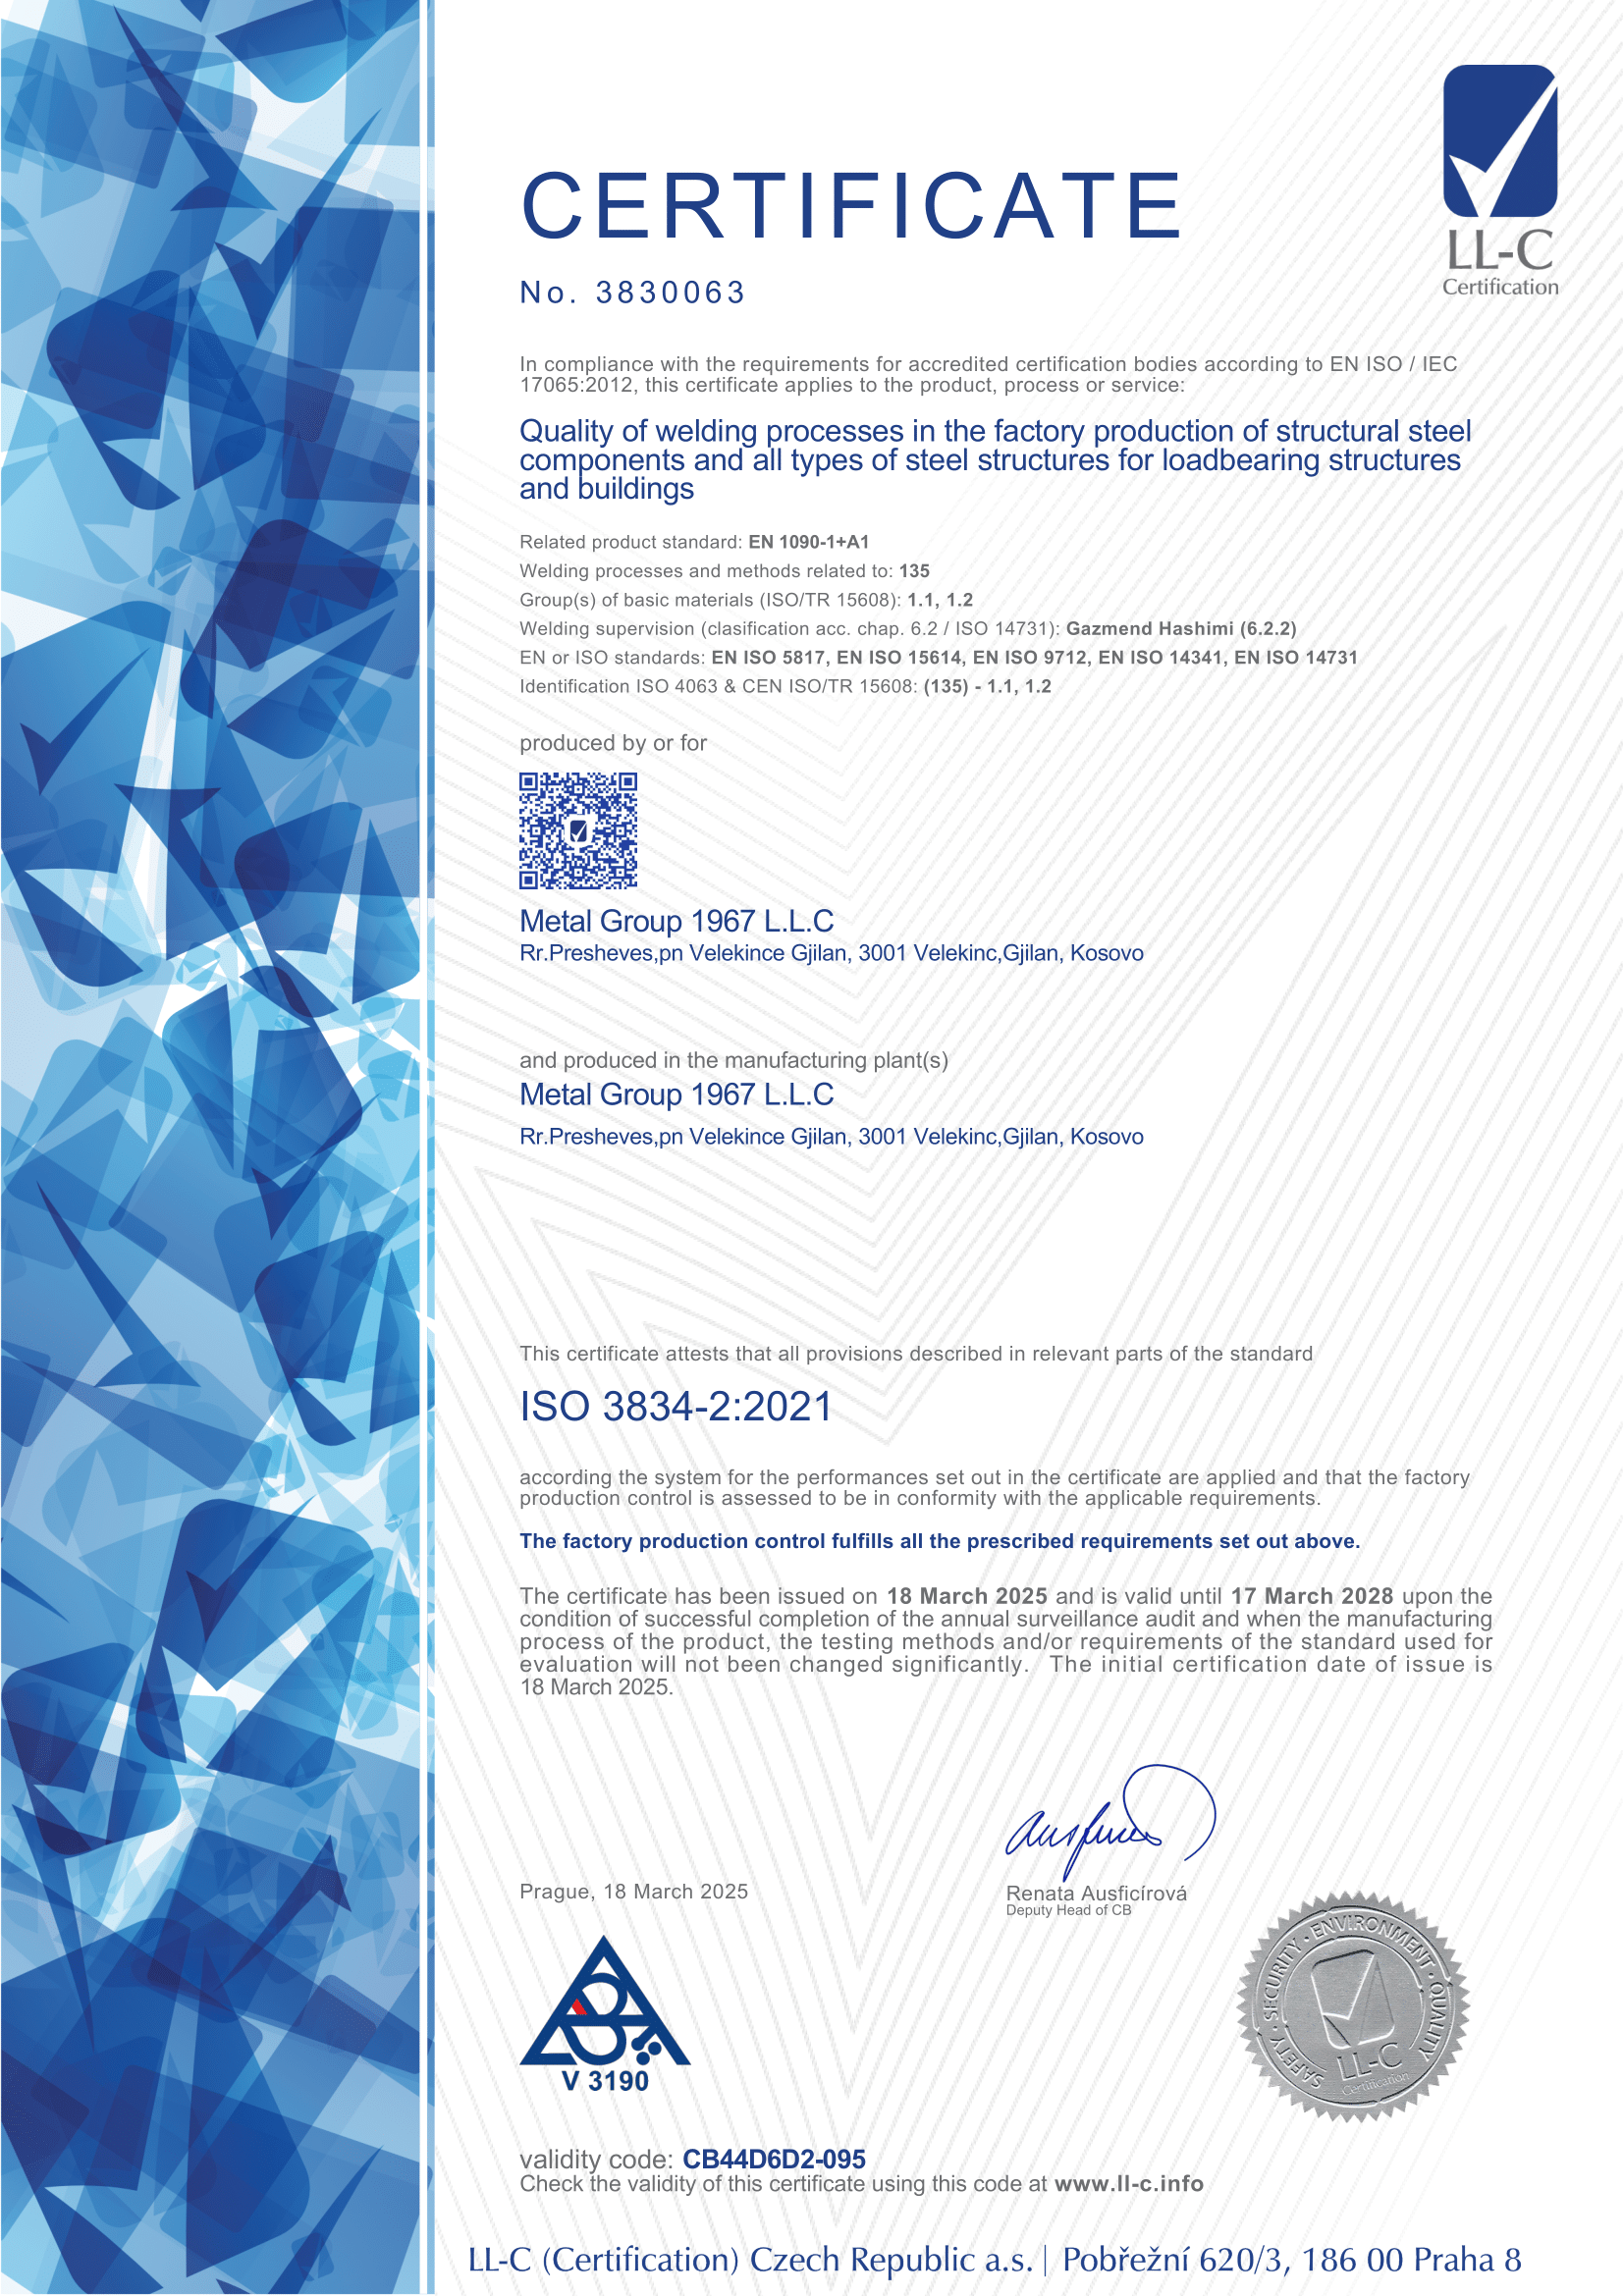 LL-C
Certification
CERTIFICATE
No. 3830063
In compliance with the requirements for accredited certification bodies according to EN ISO / IEC
17065:2012, this certificate applies to the product, process or service:
Quality of welding processes in the factory production of structural steel
components and all types of steel structures for loadbearing structures
and buildings
Related product standard: EN 1090-1+A1
Welding processes and methods related to: 135
Group(s) of basic materials (ISO/TR 15608): 1.1, 1.2
Welding supervision (clasification acc. chap. 6.2 / ISO 14731): Gazmend Hashimi (6.2.2)
EN or ISO standards: EN ISO 5817, EN ISO 15614, EN ISO 9712, EN ISO 14341, EN ISO 14731
Identification ISO 4063 & CEN ISO/TR 15608: (135) - 1.1, 1.2
produced by or for
Metal Group 1967 L.L.C
Rr.Presheves,pn Velekince Gjilan, 3001 Velekinc,Gjilan, Kosovo
and produced in the manufacturing plant(s)
Metal Group 1967 L.L.C
Rr.Presheves,pn Velekince Gjilan, 3001 Velekinc,Gjilan, Kosovo
This certificate attests that all provisions described in relevant parts of the standard
ISO 3834-2:2021
according the system for the performances set out in the certificate are applied and that the factory
production control is assessed to be in conformity with the applicable requirements.
The factory production control fulfills all the prescribed requirements set out above.
The certificate has been issued on 18 March 2025 and is valid until 17 March 2028 upon the
condition of successful completion of the annual surveillance audit and when the manufacturing
process of the product, the testing methods and/or requirements of the standard used for
evaluation will not been changed significantly. The initial certification date of issue is
18 March 2025.
Prague, 18 March 2025
Renata Ausficírová
Deputy Head of CB
V 3190
SAFETY · SECURITY · ENVIRONMENT · QUALITY
LL-C
Certification
validity code: CB44D6D2-095
Check the validity of this certificate using this code at www.ll-c.info
LL-C (Certification) Czech Republic a.s. | Pobřežní 620/3, 186 00 Praha 8